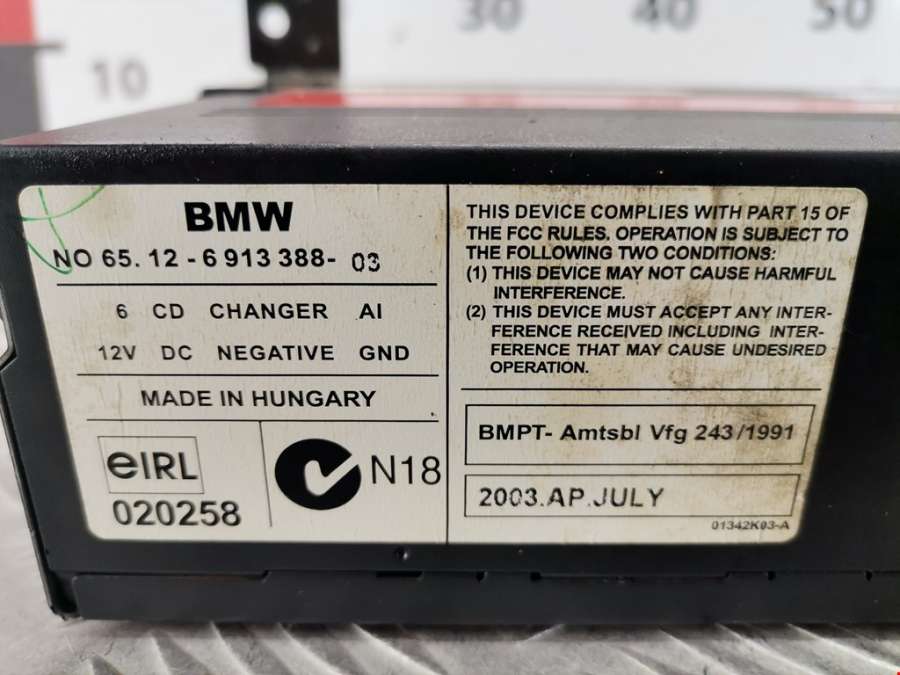 10
30
40
50
BMW
NO 65. 12 - 6 913 388- 03
6 CD CHANGER AI
12V DC NEGATIVE GND
MADE IN HUNGARY
eIRL
020258
N18
THIS DEVICE COMPLIES WITH PART 15 OF
THE FCC RULES. OPERATION IS SUBJECT TO
THE FOLLOWING TWO CONDITIONS:
(1) THIS DEVICE MAY NOT CAUSE HARMFUL
INTERFERENCE.
(2) THIS DEVICE MUST ACCEPT ANY INTER-
FERENCE RECEIVED INCLUDING INTER-
FERENCE THAT MAY CAUSE UNDESIRED
OPERATION.
BMPT- Amtsbl Vfg 243/1991
2003.AP.JULY
01342K03-A